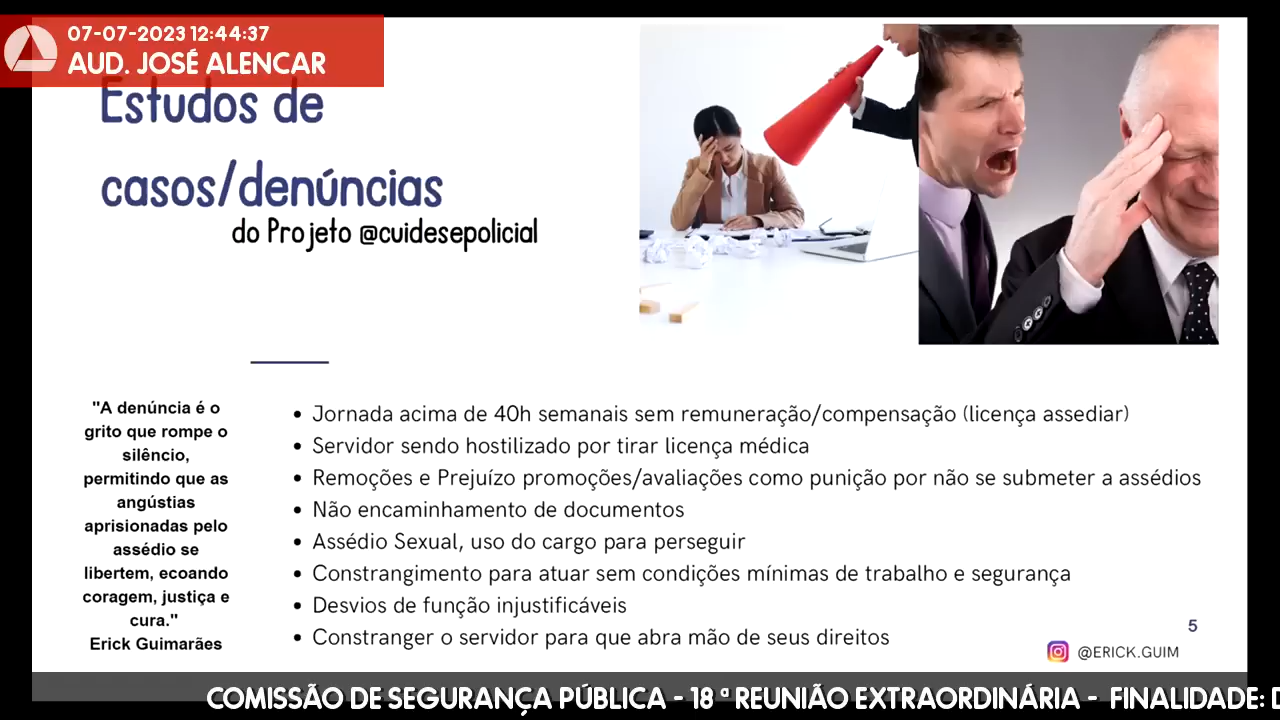 07-07-2023 12:44:37
AUD. JOSÉ ALENCAR
Estudos de
casos/denúncias
do Projeto @cuidesepolicial
"A denúncia é o
grito que rompe o
silêncio,
permitindo que as
angústias
aprisionadas pelo
assédio se
libertem, ecoando
coragem, justiça e
cura."
Erick Guimarães
• Jornada acima de 40h semanais sem remuneração/compensação (licença assediar)
• Servidor sendo hostilizado por tirar licença médica
• Remoções e Prejuízo promoções/avaliações como punição por não se submeter a assédios
• Não encaminhamento de documentos
• Assédio Sexual, uso do cargo para perseguir
• Constrangimento para atuar sem condições mínimas de trabalho e segurança
• Desvios de função injustificáveis
• Constranger o servidor para que abra mão de seus direitos
5
@ERICK.GUIM
COMISSÃO DE SEGURANÇA PÚBLICA - 18 ª REUNIÃO EXTRAORDINÁRIA - FINALIDADE: